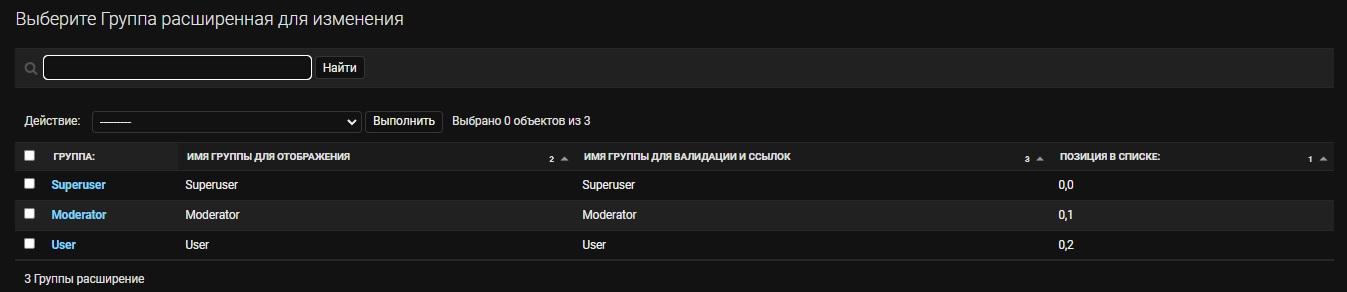 Выберите Группа расширенная для изменения
Найти
Действие: --------- Выполнить Выбрано 0 объектов из 3
ГРУППА: ИМЯ ГРУППЫ ДЛЯ ОТОБРАЖЕНИЯ 2 ИМЯ ГРУППЫ ДЛЯ ВАЛИДАЦИИ И ССЫЛОК 3 ПОЗИЦИЯ В СПИСКЕ: 1
Superuser Superuser Superuser 0,0
Moderator Moderator Moderator 0,1
User User User 0,2
3 Группы расширение